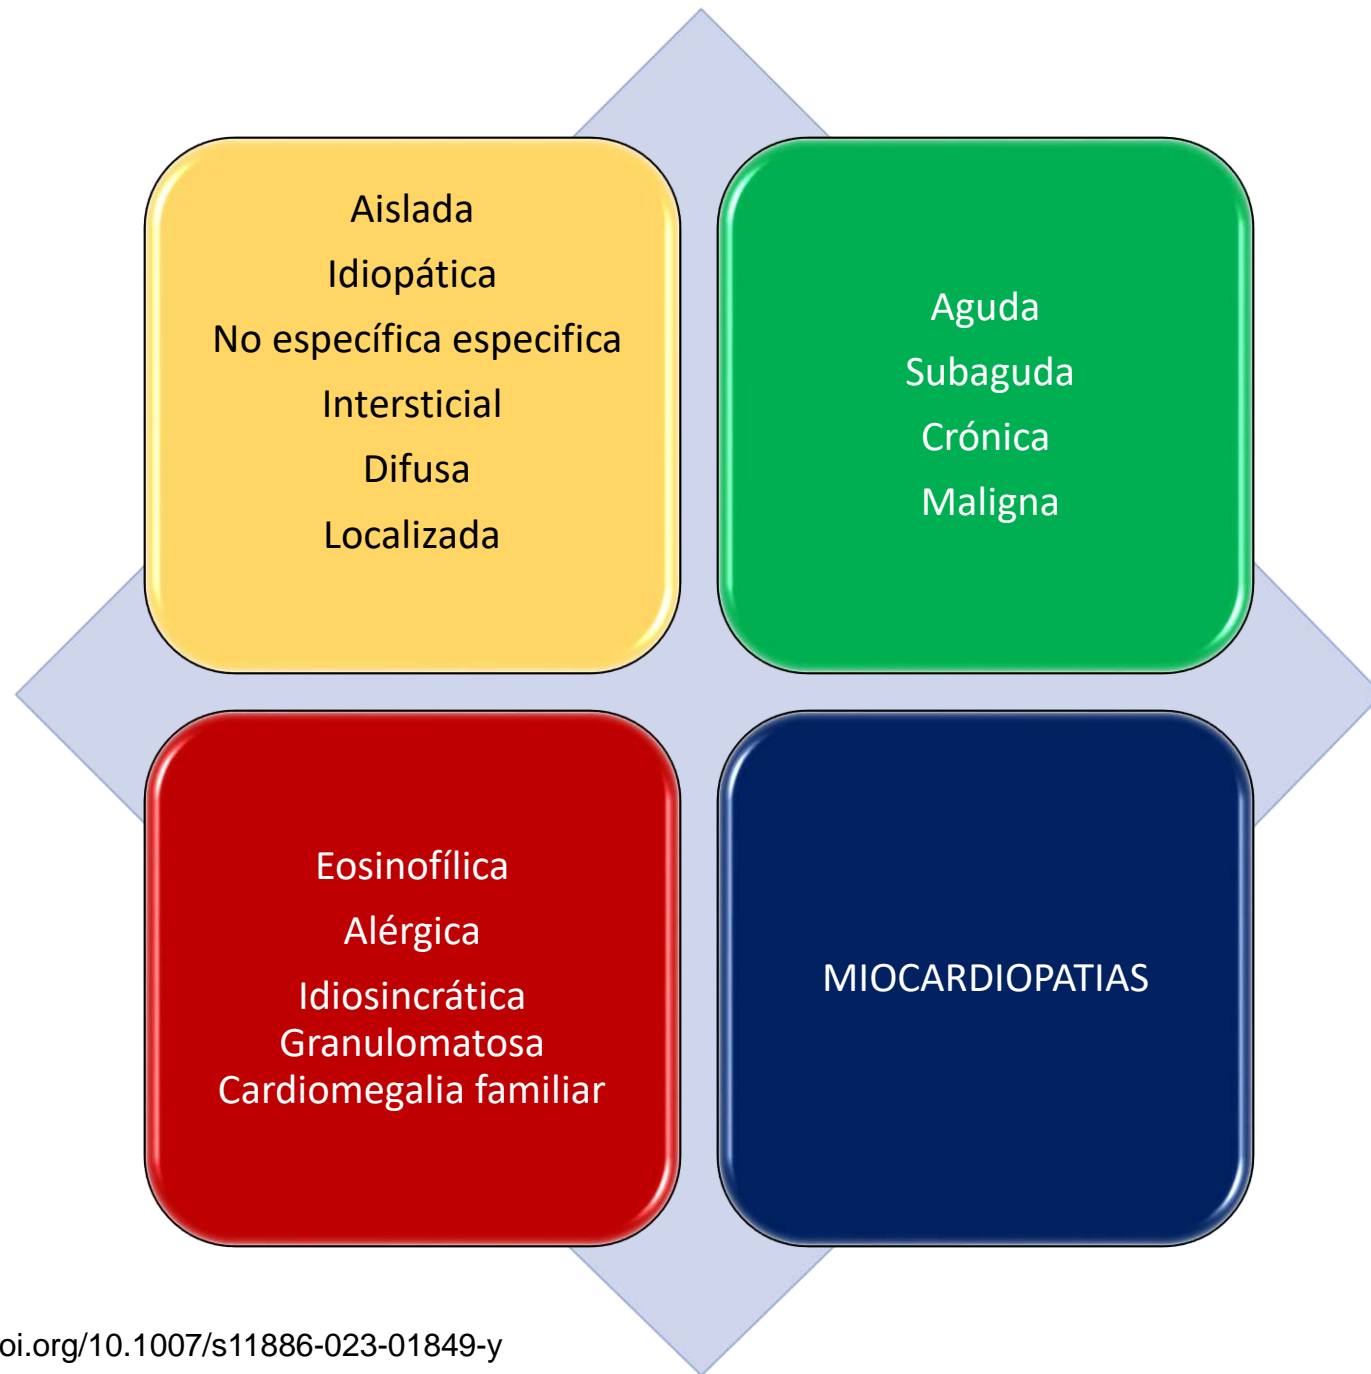 Aislada
Idiopática
No específica especifica
Intersticial
Difusa
Localizada
Aguda
Subaguda
Crónica
Maligna
Eosinofílica
Alérgica
Idiosincrática
Granulomatosa
Cardiomegalia familiar
MIOCARDIOPATIAS
oi.org/10.1007/s11886-023-01849-y